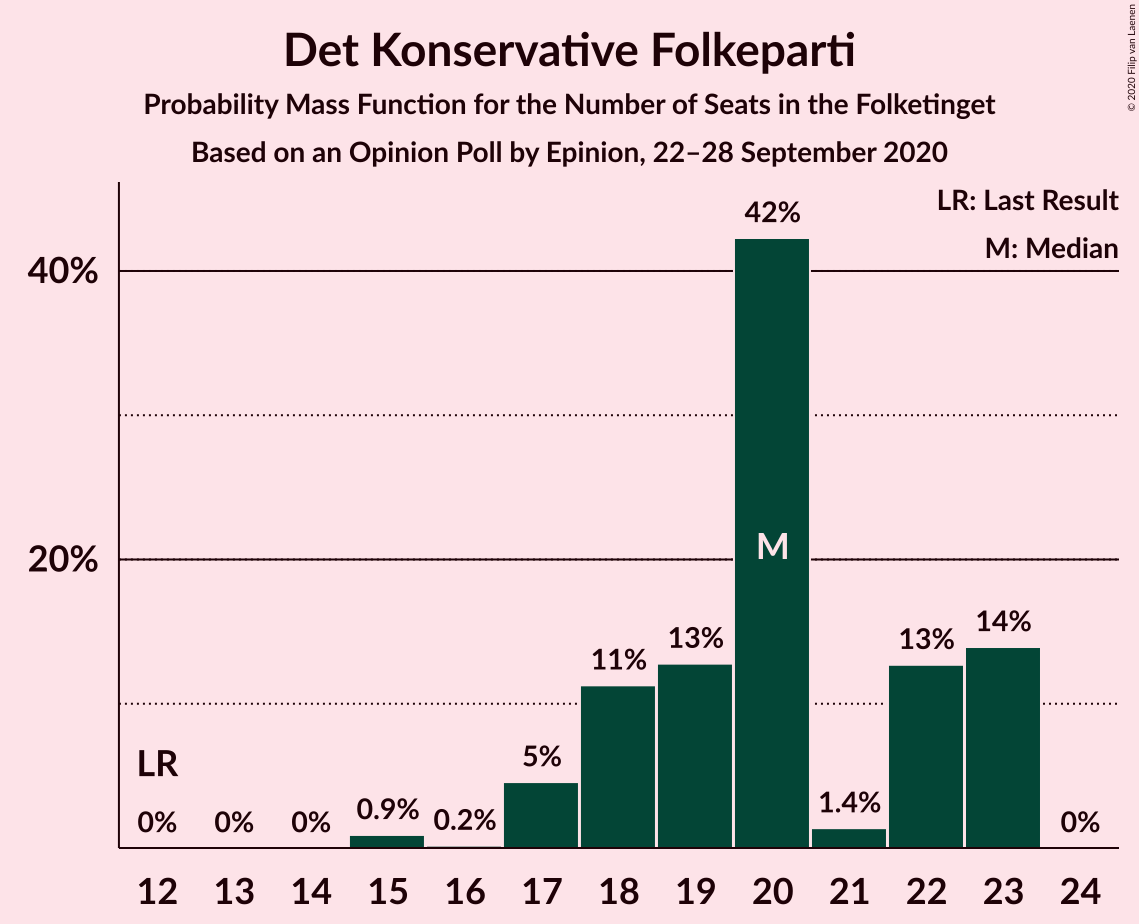 Det Konservative Folkeparti
Probability Mass Function for the Number of Seats in the Folketinget
Based on an Opinion Poll by Epinion, 22–28 September 2020
© 2020 Filip van Laenen
LR: Last Result
M: Median
40%
20%
42%
M
LR
0%
0%
0%
0.9%
0.2%
5%
11%
13%
1.4%
13%
14%
0%
12 13 14 15 16 17 18 19 20 21 22 23 24